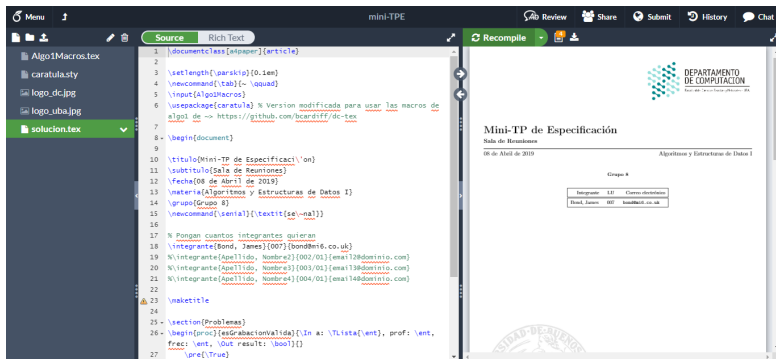 Menu
mini-TPE
Review
Share
Submit
History
Chat
Source
Rich Text
Recompile
Algo1Macros.tex
caratula.sty
logo_dc.jpg
logo_uba.jpg
solucion.tex
1 \documentclass[a4paper]{article}
2
3 \setlength{\parskip}{0.1em}
4 \newcommand{\tab}{~ \qquad}
5 \input{Algo1Macros}
6 \usepackage{caratula} % Version modificada para usar las macros de
algo1 de ~> https://github.com/bcardiff/dc-tex
7
8 \begin{document}
9
10 \titulo{Mini-TP de Especificaci\'on}
11 \subtitulo{Sala de Reuniones}
12 \fecha{08 de Abril de 2019}
13 \materia{Algoritmos y Estructuras de Datos I}
14 \grupo{Grupo 8}
15 \newcommand{\senial}{\textit{se\~nal}}
16
17 % Pongan cuantos integrantes quieran
18 \integrante{Bond, James}{007}{bond@mi6.co.uk}
19 %\integrante{Apellido, Nombre2}{002/01}{email2@dominio.com}
20 %\integrante{Apellido, Nombre3}{003/01}{email3@dominio.com}
21 %\integrante{Apellido, Nombre4}{004/01}{email4@dominio.com}
22
23 \maketitle
24
25 \section{Problemas}
26 \begin{proc}{esGrabacionValida}{\In a: \TLista{\ent}, prof: \ent,
frec: \ent, \Out result: \bool}{}
27 \pre{\True}
DEPARTAMENTO
DE COMPUTACION
Mini-TP de Especificación
Sala de Reuniones
08 de Abril de 2019
Algoritmos y Estructuras de Datos I
Grupo 8
Integrante LU Correo electrónico
Bond, James 007 bond@mi6.co.uk